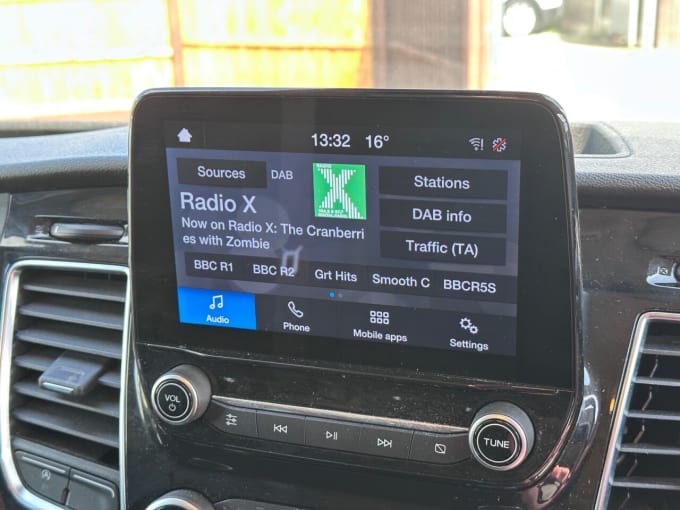 13:32 16°
Sources DAB
RADIO
X
Stations
Radio X
Now on Radio X: The Cranberri
es with Zombie
DAB info
Traffic (TA)
BBC R1 BBC R2 Grt Hits Smooth C BBCR5S
Audio Phone Mobile apps Settings
VOL
TUNE